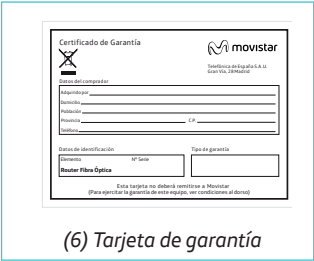 Certificado de Garantía
movistar
Telefónica de España S.A.U.
Gran Vía, 28 Madrid
Datos del comprador
Adquirido por
Domicilio
Población
Provincia C.P.
Teléfono
Datos de identificación Tipo de garantía
Elemento Nº Serie
Router Fibra Óptica
Esta tarjeta no deberá remitirse a Movistar
(Para ejercitar la garantía de este equipo, ver condiciones al dorso)
(6) Tarjeta de garantía